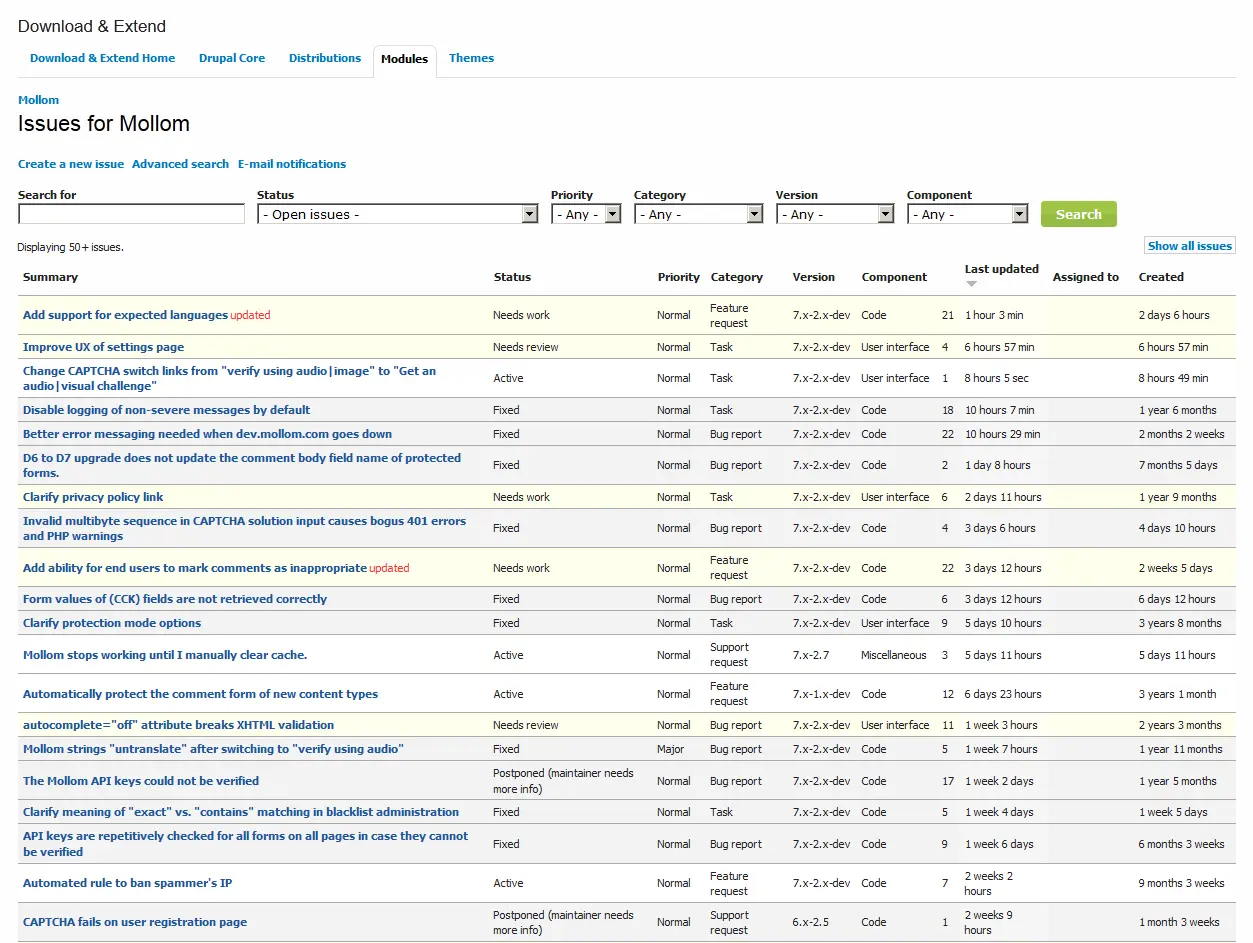 Download & Extend
Download & Extend Home Drupal Core Distributions Modules Themes
Mollom
Issues for Mollom
Create a new issue Advanced search E-mail notifications
Search for Status Priority Category Version Component
- Open issues - - Any - - Any - - Any - - Any - Search
Displaying 50+ issues. Show all issues
Summary Status Priority Category Version Component Last updated Assigned to Created
Add support for expected languages updated Needs work Normal Feature request 7.x-2.x-dev Code 21 1 hour 3 min 2 days 6 hours
Improve UX of settings page Needs review Normal Task 7.x-2.x-dev User interface 4 6 hours 57 min 6 hours 57 min
Change CAPTCHA switch links from "verify using audio|image" to "Get an
audio|visual challenge" Active Normal Task 7.x-2.x-dev User interface 1 8 hours 5 sec 8 hours 49 min
Disable logging of non-severe messages by default Fixed Normal Task 7.x-2.x-dev Code 18 10 hours 7 min 1 year 6 months
Better error messaging needed when dev.mollom.com goes down Fixed Normal Bug report 7.x-2.x-dev Code 22 10 hours 29 min 2 months 2 weeks
D6 to D7 upgrade does not update the comment body field name of protected
forms. Fixed Normal Bug report 7.x-2.x-dev Code 2 1 day 8 hours 7 months 5 days
Clarify privacy policy link Needs work Normal Task 7.x-2.x-dev User interface 6 2 days 11 hours 1 year 9 months
Invalid multibyte sequence in CAPTCHA solution input causes bogus 401 errors
and PHP warnings Fixed Normal Bug report 7.x-2.x-dev Code 4 3 days 6 hours 4 days 10 hours
Add ability for end users to mark comments as inappropriate updated Needs work Normal Feature request 7.x-2.x-dev Code 22 3 days 12 hours 2 weeks 5 days
Form values of (CCK) fields are not retrieved correctly Fixed Normal Bug report 7.x-2.x-dev Code 6 3 days 12 hours 6 days 12 hours
Clarify protection mode options Fixed Normal Task 7.x-2.x-dev User interface 9 5 days 10 hours 3 years 8 months
Mollom stops working until I manually clear cache. Active Normal Support request 7.x-2.7 Miscellaneous 3 5 days 11 hours 5 days 11 hours
Automatically protect the comment form of new content types Active Normal Feature request 7.x-1.x-dev Code 12 6 days 23 hours 3 years 1 month
autocomplete="off" attribute breaks XHTML validation Needs review Normal Bug report 7.x-2.x-dev User interface 11 1 week 3 hours 2 years 3 months
Mollom strings "untranslate" after switching to "verify using audio" Fixed Major Bug report 7.x-2.x-dev Code 5 1 week 7 hours 1 year 11 months
The Mollom API keys could not be verified Postponed (maintainer needs more info) Normal Bug report 7.x-2.x-dev Code 17 1 week 2 days 1 year 5 months
Clarify meaning of "exact" vs. "contains" matching in blacklist administration Fixed Normal Task 7.x-2.x-dev Code 5 1 week 4 days 1 week 5 days
API keys are repetitively checked for all forms on all pages in case they cannot
be verified Fixed Normal Bug report 7.x-2.x-dev Code 9 1 week 6 days 6 months 3 weeks
Automated rule to ban spammer's IP Active Normal Feature request 7.x-2.x-dev Code 7 2 weeks 2 hours 9 months 3 weeks
CAPTCHA fails on user registration page Postponed (maintainer needs more info) Normal Support request 6.x-2.5 Code 1 2 weeks 9 hours 1 month 3 weeks